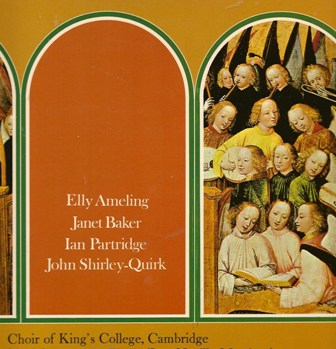 Elly Ameling
Janet Baker
Ian Partridge
John Shirley-Quirk
Choir of King's College, Cambridge